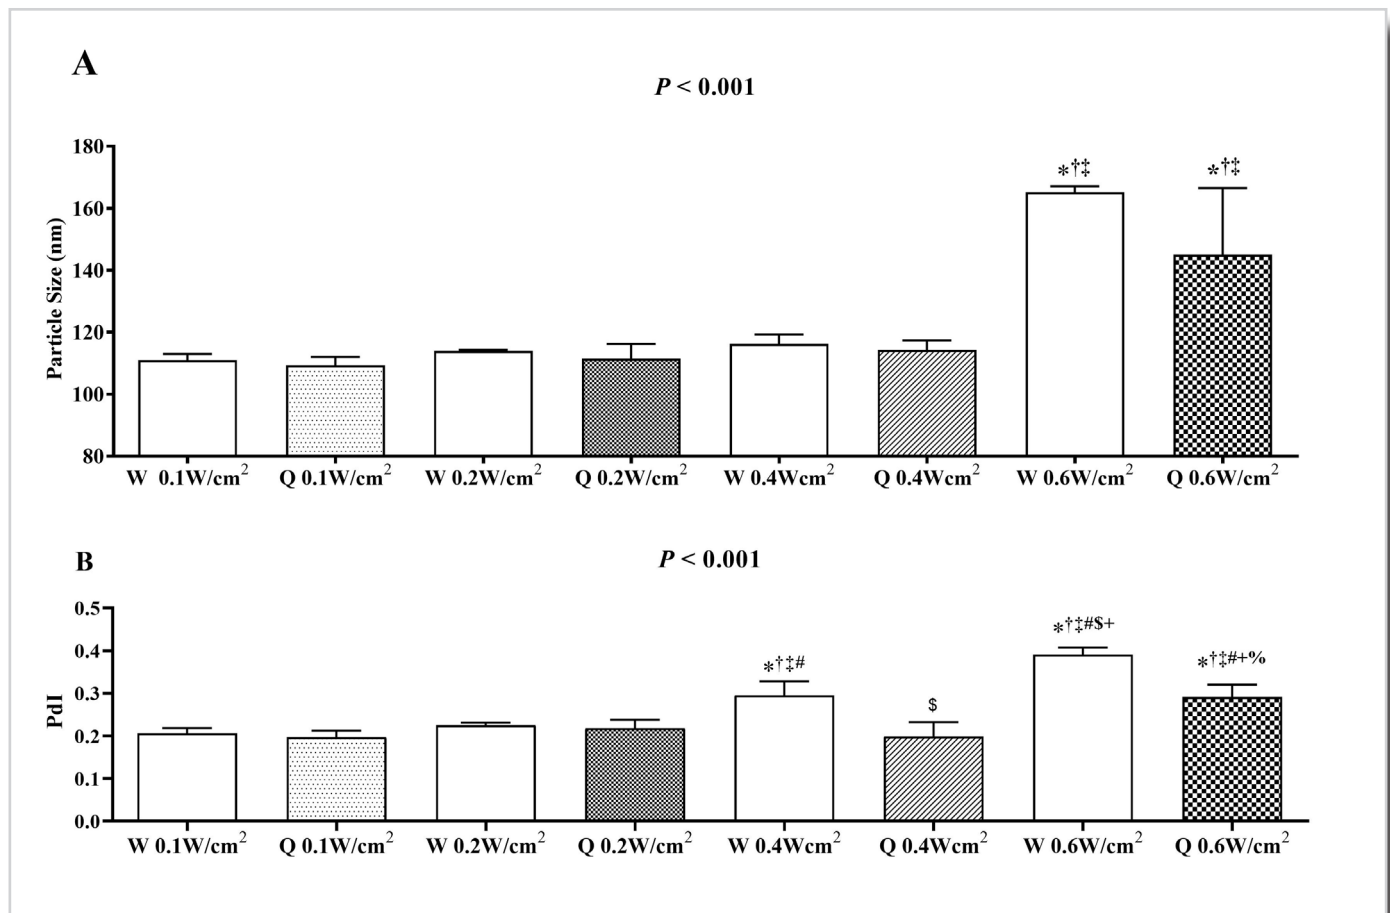 A
P < 0.001
Particle Size (nm)
180
160
140
120
100
80
*†‡
*†‡
W 0.1W/cm² Q 0.1W/cm² W 0.2W/cm² Q 0.2W/cm² W 0.4Wcm² Q 0.4Wcm² W 0.6W/cm² Q 0.6W/cm²
B
P < 0.001
PdI
0.5
0.4
0.3
0.2
0.1
0.0
*†‡#
$
*†‡#$+
*†‡#+%
W 0.1W/cm² Q 0.1W/cm² W 0.2W/cm² Q 0.2W/cm² W 0.4Wcm² Q 0.4Wcm² W 0.6W/cm² Q 0.6W/cm²